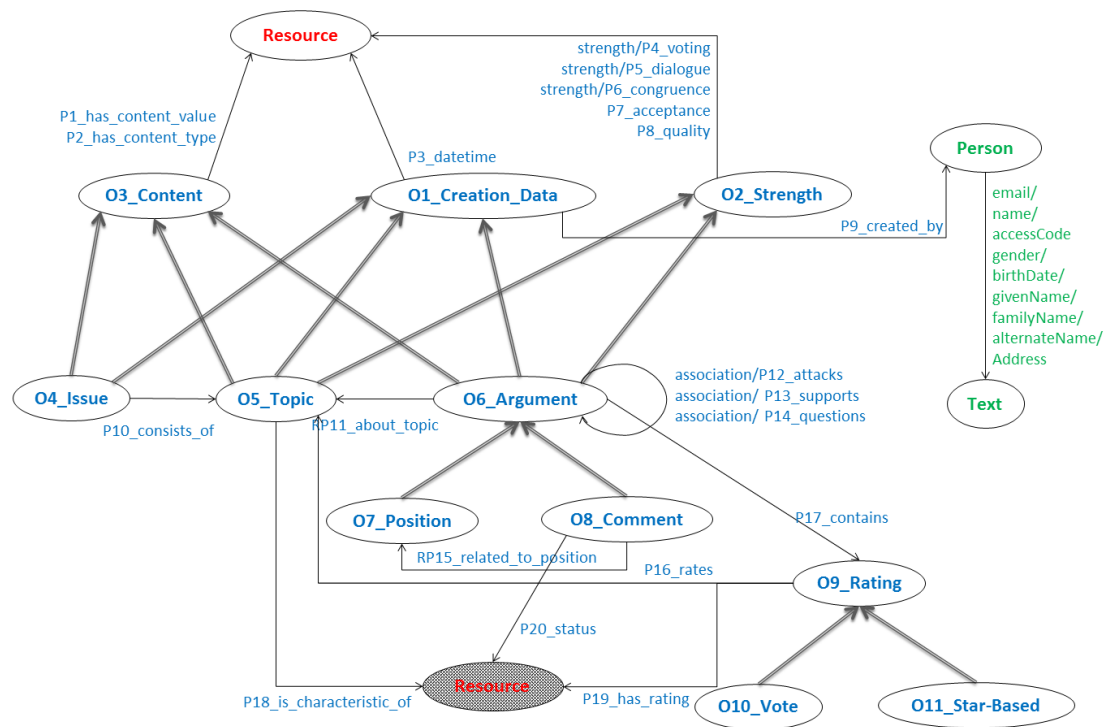 Resource
strength/P4_voting
strength/P5_dialogue
strength/P6_congruence
P7_acceptance
P8_quality
P1_has_content_value
P2_has_content_type
P3_datetime
Person
O3_Content
O1_Creation_Data
O2_Strength
P9_created_by
email/
name/
accessCode
gender/
birthDate/
givenName/
familyName/
alternateName/
Address
O4_Issue
O5_Topic
O6_Argument
association/P12_attacks
association/ P13_supports
association/ P14_questions
Text
P10_consists_of
RP11_about_topic
O7_Position
O8_Comment
P17_contains
RP15_related_to_position
P16_rates
O9_Rating
P20_status
Resource
P18_is_characteristic_of
P19_has_rating
O10_Vote
O11_Star-Based